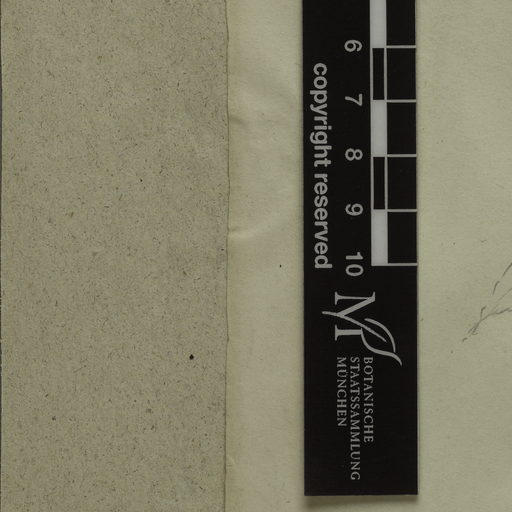 6 7 8 9 10
copyright reserved
M
BOTANISCHE
STAATSSAMMLUNG
MÜNCHEN